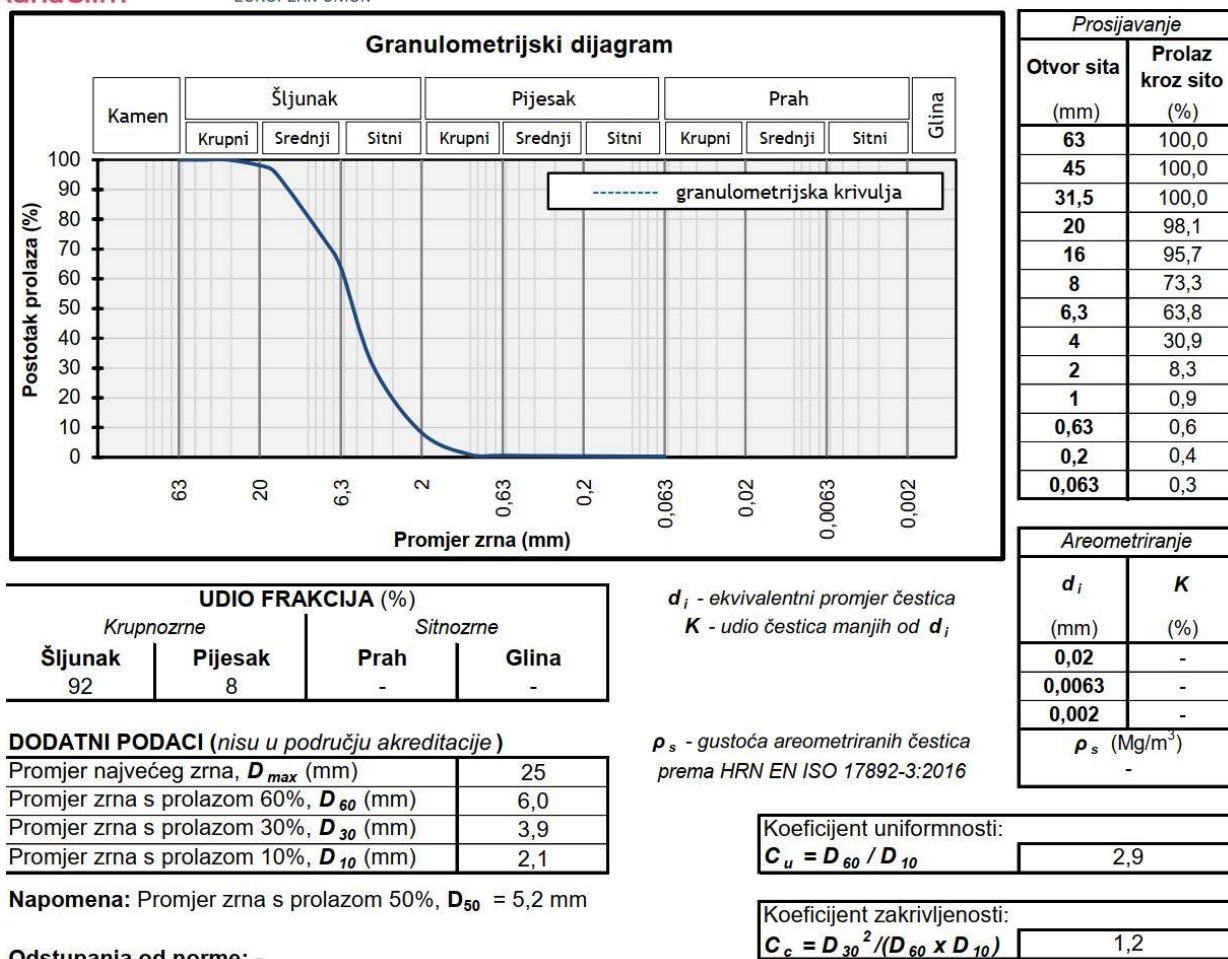 EUROPEAN UNION
Granulometrijski dijagram
Kamen
Šljunak
Pijesak
Prah
Glina
Krupni Srednji Sitni Krupni Srednji Sitni Krupni Srednji Sitni
granulometrijska krivulja
Postotak prolaza (%)
100
90
80
70
60
50
40
30
20
10
0
63 20 6,3 2 0,63 0,2 0,063 0,02 0,0063 0,002
Promjer zrna (mm)
Prosijavanje
Otvor sita Prolaz kroz sito
(mm) (%)
63 100,0
45 100,0
31,5 100,0
20 98,1
16 95,7
8 73,3
6,3 63,8
4 30,9
2 8,3
1 0,9
0,63 0,6
0,2 0,4
0,063 0,3
Areometriranje
d i K
(mm) (%)
0,02 -
0,0063 -
0,002 -
ρ s (Mg/m3)
-
UDIO FRAKCIJA (%)
Krupnozrne Sitnozrne
Šljunak Pijesak Prah Glina
92 8 - -
d i - ekvivalentni promjer čestica
K - udio čestica manjih od d i
DODATNI PODACI (nisu u području akreditacije )
Promjer najvećeg zrna, D max (mm) 25
Promjer zrna s prolazom 60%, D 60 (mm) 6,0
Promjer zrna s prolazom 30%, D 30 (mm) 3,9
Promjer zrna s prolazom 10%, D 10 (mm) 2,1
ρ s - gustoća areometriranih čestica
prema HRN EN ISO 17892-3:2016
Napomena: Promjer zrna s prolazom 50%, D50 = 5,2 mm
Koeficijent uniformnosti:
C u = D 60 / D 10 2,9
Koeficijent zakrivljenosti:
C c = D 30 2 /(D 60 x D 10 ) 1,2
Odstupanja od norme: -